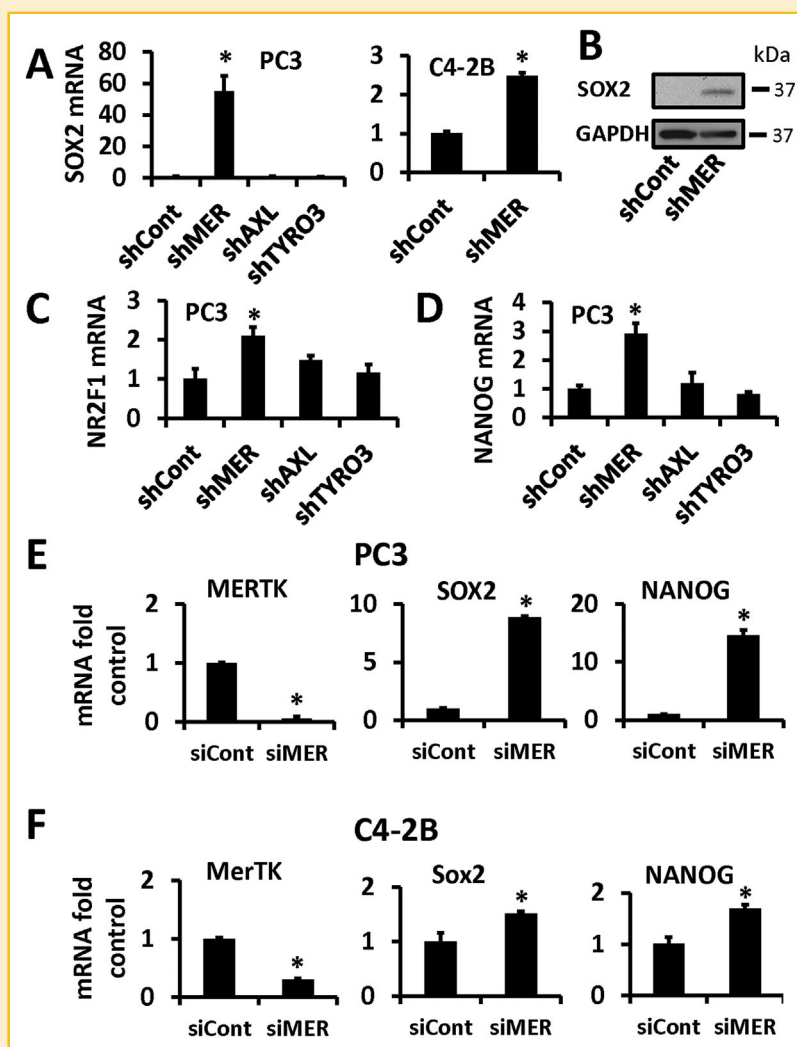 A
SOX2 mRNA
80
60
40
20
0
*
PC3
shCont
shMER
shAXL
shTYRO3
C4-2B
3
2
1
0
*
shCont
shMER
B
kDa
SOX2
37
GAPDH
37
shCont
shMER
C
NR2F1 mRNA
3
2
1
0
PC3
*
shCont
shMER
shAXL
shTYRO3
D
NANOG mRNA
4
3
2
1
0
PC3
*
shCont
shMER
shAXL
shTYRO3
E
PC3
mRNA fold
control
MERTK
2
1
0
*
siCont siMER
SOX2
10
5
0
*
siCont siMER
NANOG
20
10
0
*
siCont siMER
F
C4-2B
mRNA fold
control
MerTK
2
1
0
*
siCont siMER
Sox2
2
1
0
*
siCont siMER
NANOG
2
1
0
*
siCont siMER